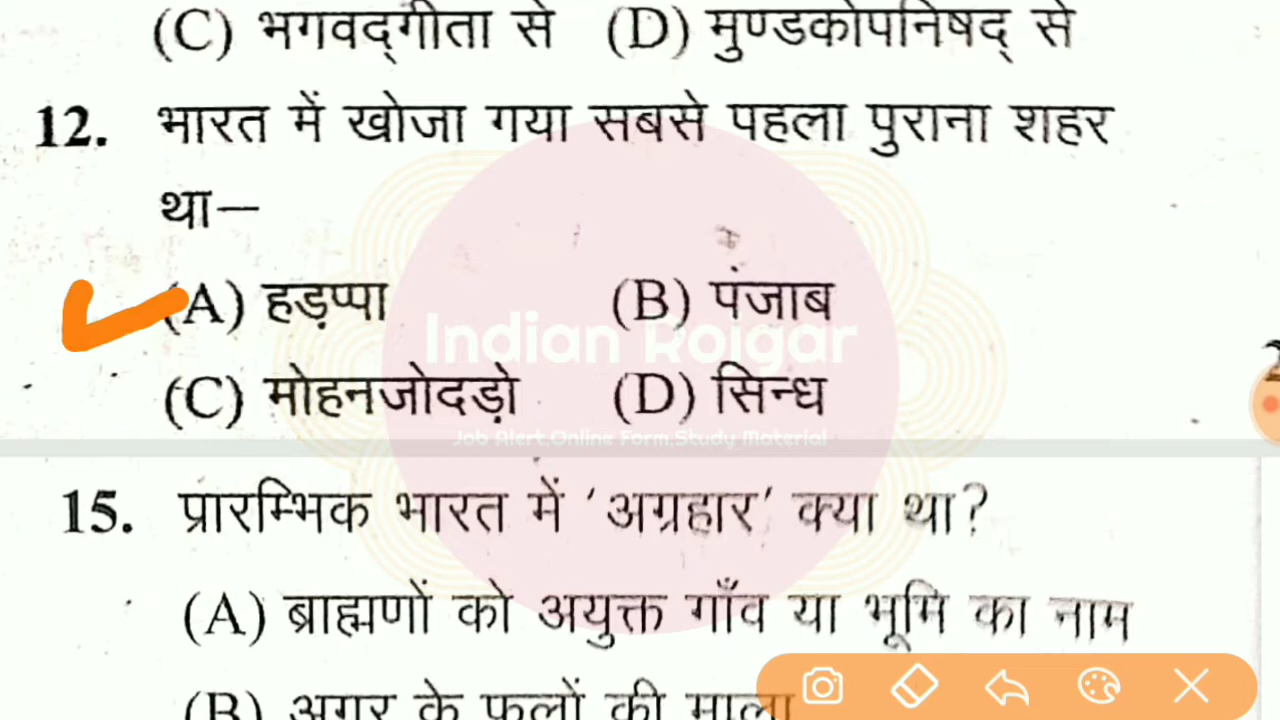 (C) भगवद्गीता से (D) मुण्डकोपनिषद् से
12. भारत में खोजा गया सबसे पहला पुराना शहर
था—
(A) हड़प्पा (B) पंजाब
Indian Rojgar
(C) मोहनजोदड़ो (D) सिन्ध
Job Alert,Online Form,Study Material
15. प्रारम्भिक भारत में ‘अग्रहार’ क्या था?
(A) ब्राह्मणों को अयुक्त गाँव या भूमि का नाम
(B) अगर के फूलों की माला